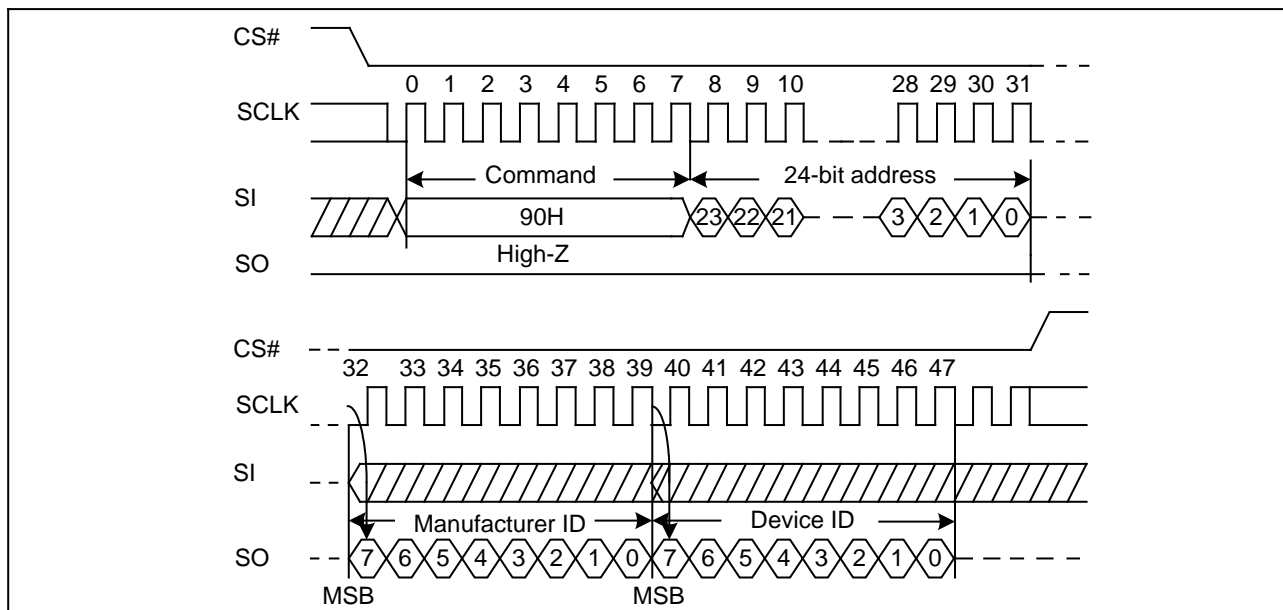 CS#
0 1 2 3 4 5 6 7 8 9 10 28 29 30 31
SCLK
Command 24-bit address
SI
90H 23 22 21 3 2 1 0
High-Z
SO
CS#
32 33 34 35 36 37 38 39 40 41 42 43 44 45 46 47
SCLK
SI
Manufacturer ID Device ID
SO 7 6 5 4 3 2 1 0 7 6 5 4 3 2 1 0
MSB MSB